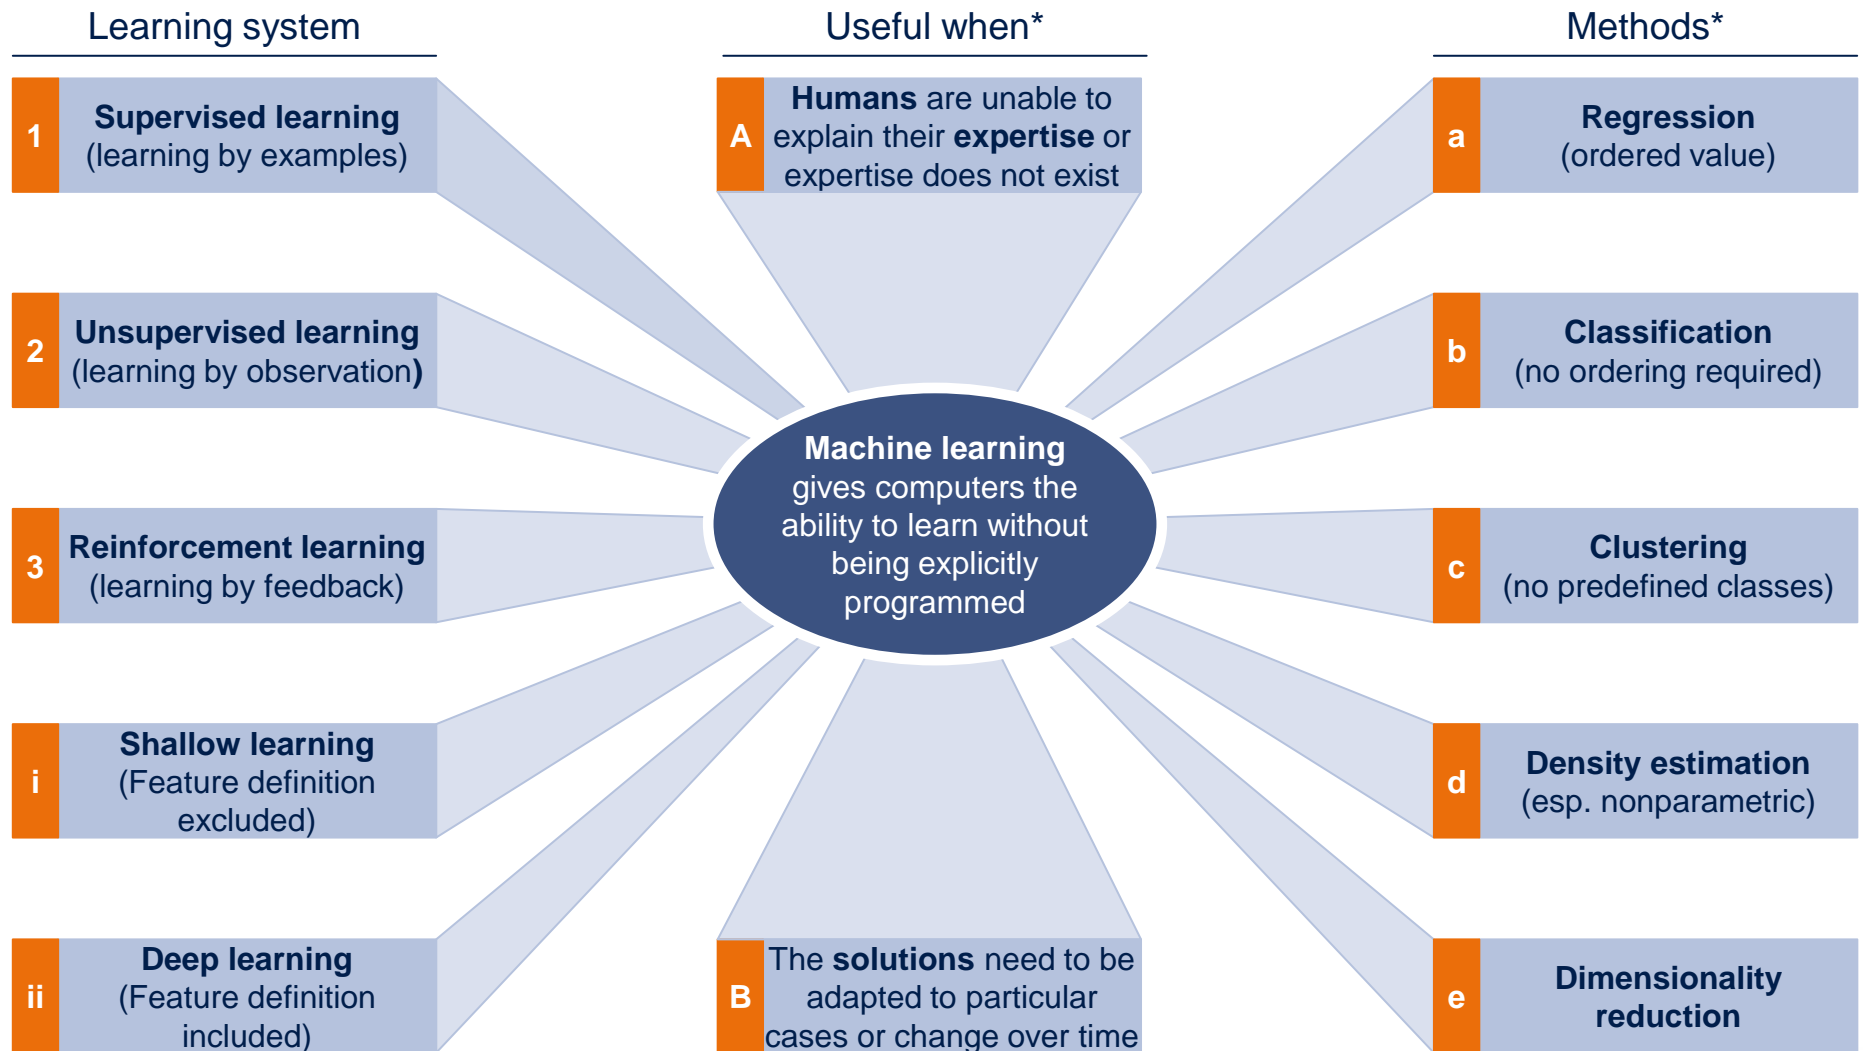 Learning system
Useful when*
Methods*
1
Supervised learning
(learning by examples)
2
Unsupervised learning
(learning by observation)
3
Reinforcement learning
(learning by feedback)
i
Shallow learning
(Feature definition
excluded)
ii
Deep learning
(Feature definition
included)
A
Humans are unable to
explain their expertise or
expertise does not exist
Machine learning
gives computers the
ability to learn without
being explicitly
programmed
B
The solutions need to be
adapted to particular
cases or change over time
a
Regression
(ordered value)
b
Classification
(no ordering required)
c
Clustering
(no predefined classes)
d
Density estimation
(esp. nonparametric)
e
Dimensionality
reduction